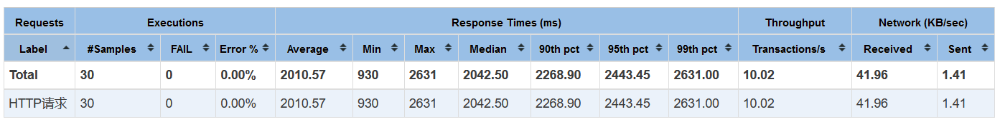 Requests Executions Response Times (ms) Throughput Network (KB/sec)
Label #Samples FAIL Error % Average Min Max Median 90th pct 95th pct 99th pct Transactions/s Received Sent
Total 30 0 0.00% 2010.57 930 2631 2042.50 2268.90 2443.45 2631.00 10.02 41.96 1.41
HTTP请求 30 0 0.00% 2010.57 930 2631 2042.50 2268.90 2443.45 2631.00 10.02 41.96 1.41